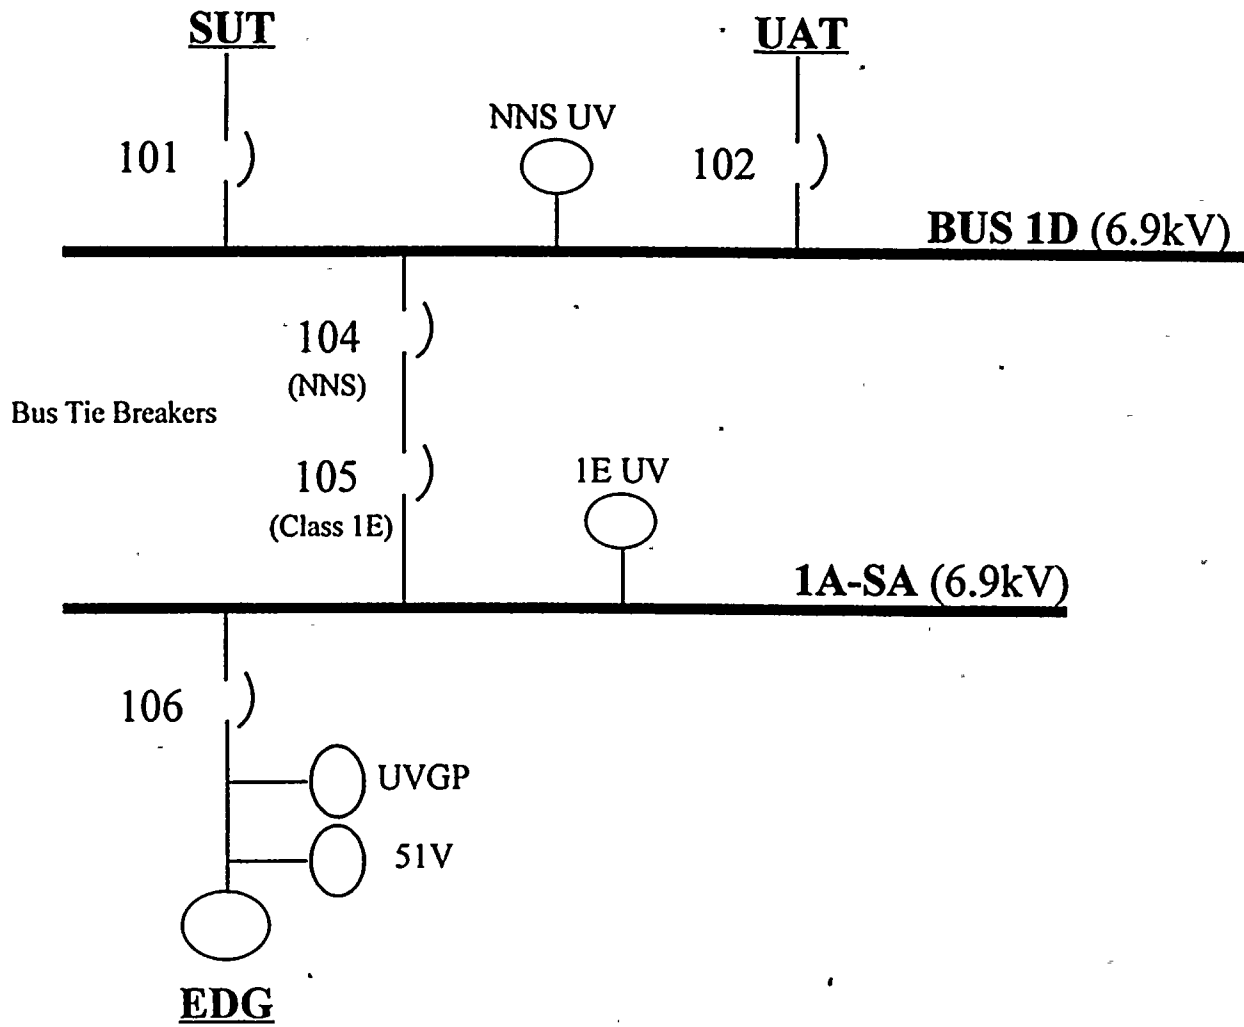 SUT
UAT
NNS UV
101
102
BUS 1D (6.9kV)
104
(NNS)
Bus Tie Breakers
105
(Class 1E)
1E UV
1A-SA (6.9kV)
106
UVGP
51V
EDG